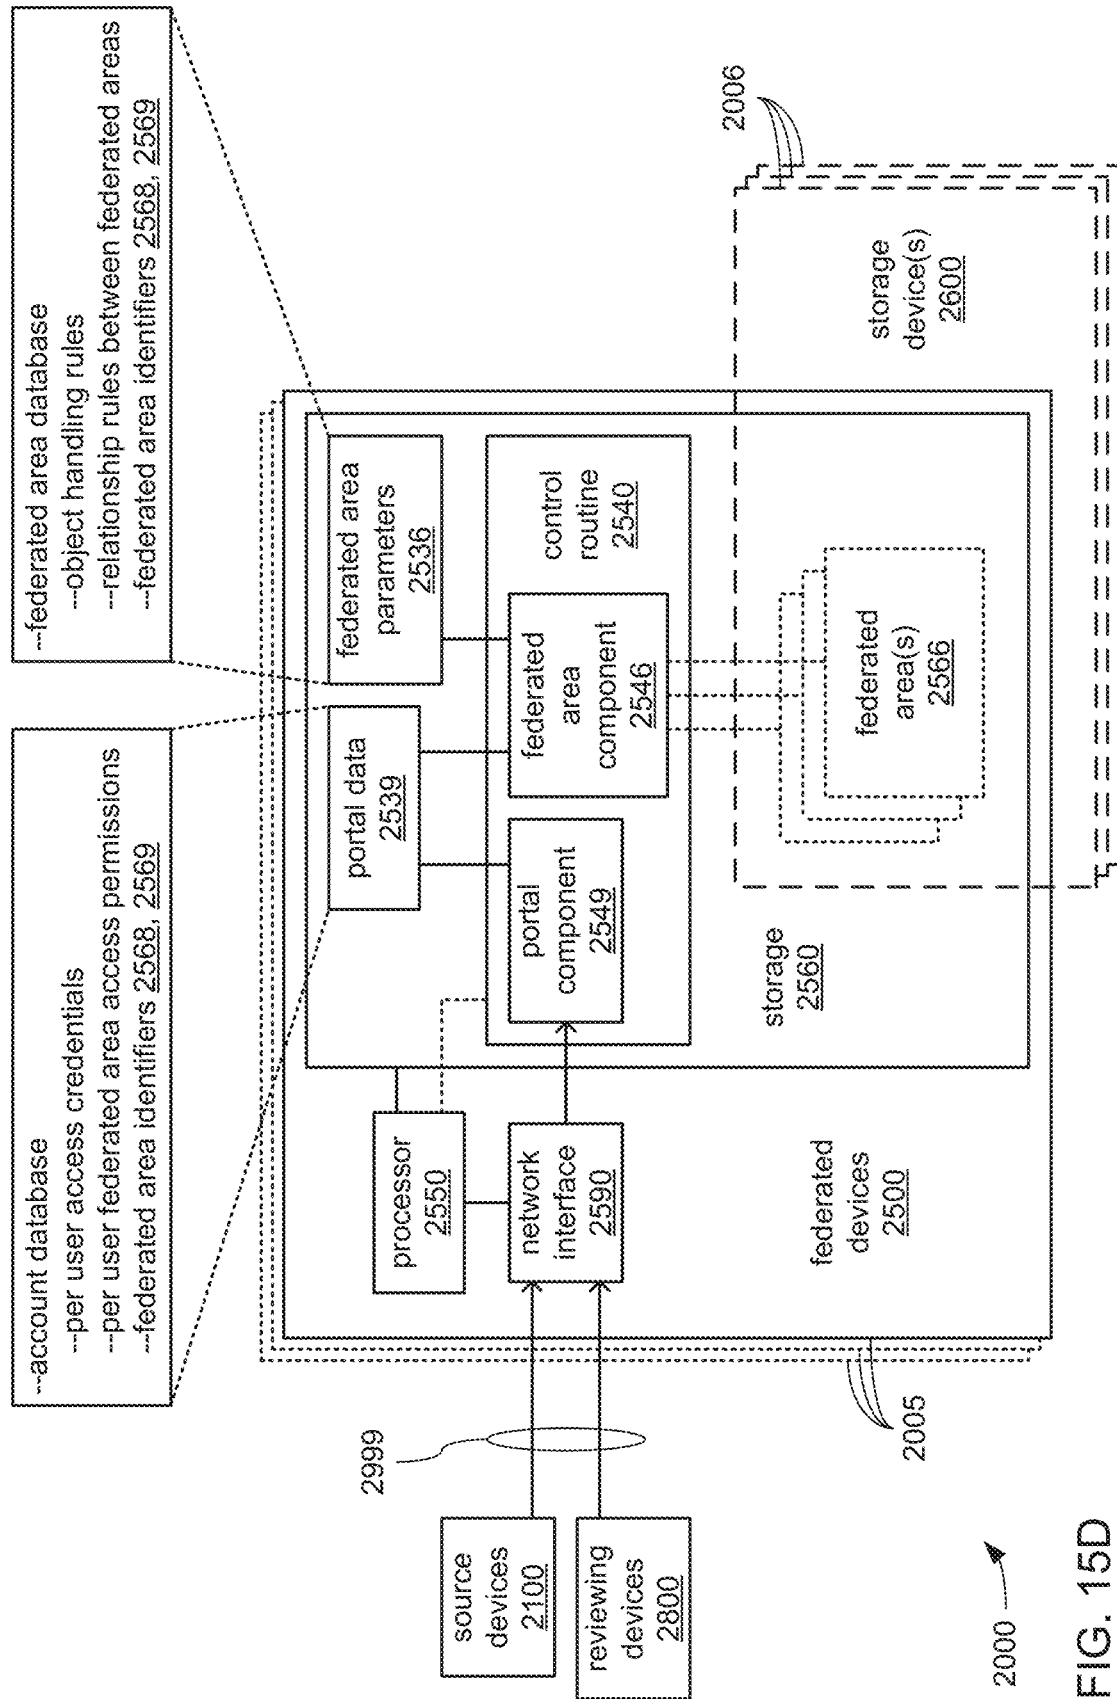 --account database
--per user access credentials
--per user federated area access permissions
--federated area identifiers 2568, 2569
--federated area database
--object handling rules
--relationship rules between federated areas
--federated area identifiers 2568, 2569
source
devices
2100
reviewing
devices
2800
2999
processor
2550
network
interface
2590
portal data
2539
federated area
parameters
2536
portal
component
2549
federated
area
component
2546
control
routine
2540
federated
devices
2500
storage
2560
federated
area(s)
2566
storage
device(s)
2600
2006
2005
2000
FIG. 15D